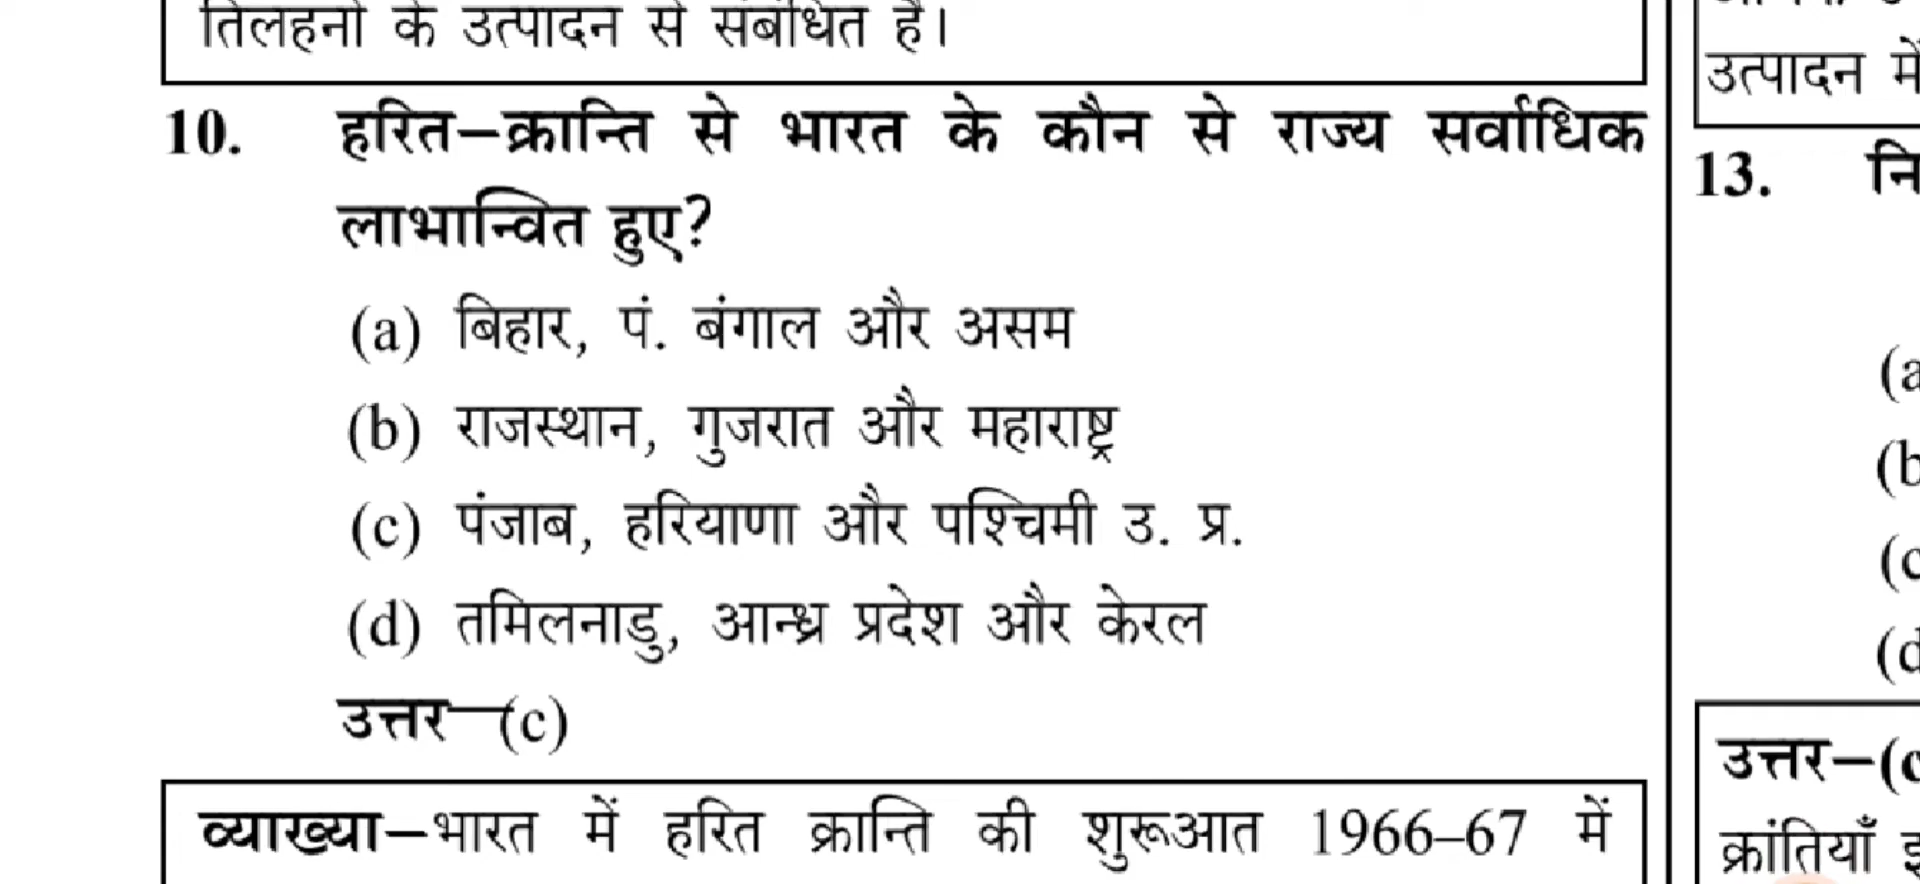 तिलहनों के उत्पादन से संबंधित है।
10. हरित–क्रान्ति से भारत के कौन से राज्य सर्वाधिक
लाभान्वित हुए?
(a) बिहार, पं. बंगाल और असम
(b) राजस्थान, गुजरात और महाराष्ट्र
(c) पंजाब, हरियाणा और पश्चिमी उ. प्र.
(d) तमिलनाडु, आन्ध्र प्रदेश और केरल
उत्तर—(c)
व्याख्या–भारत में हरित क्रान्ति की शुरूआत 1966–67 में
उत्पादन में
13.
(a
(b
(c
(d
उत्तर–(c
क्रांतियाँ